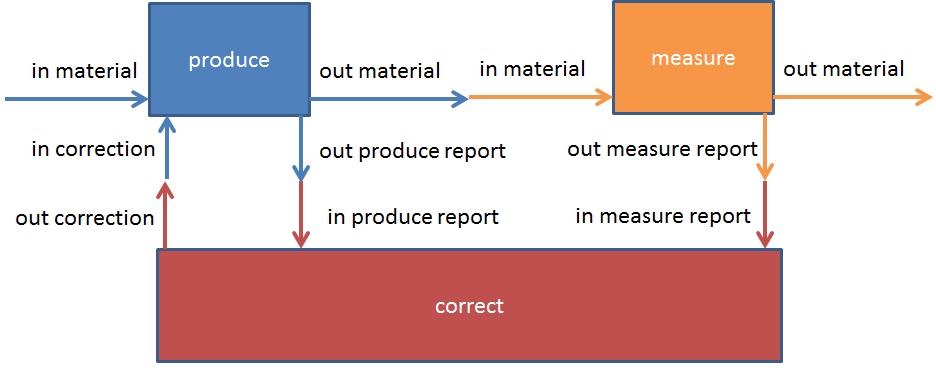 produce
measure
in material
out material
in material
out material
in correction
out produce report
out measure report
out correction
in produce report
in measure report
correct